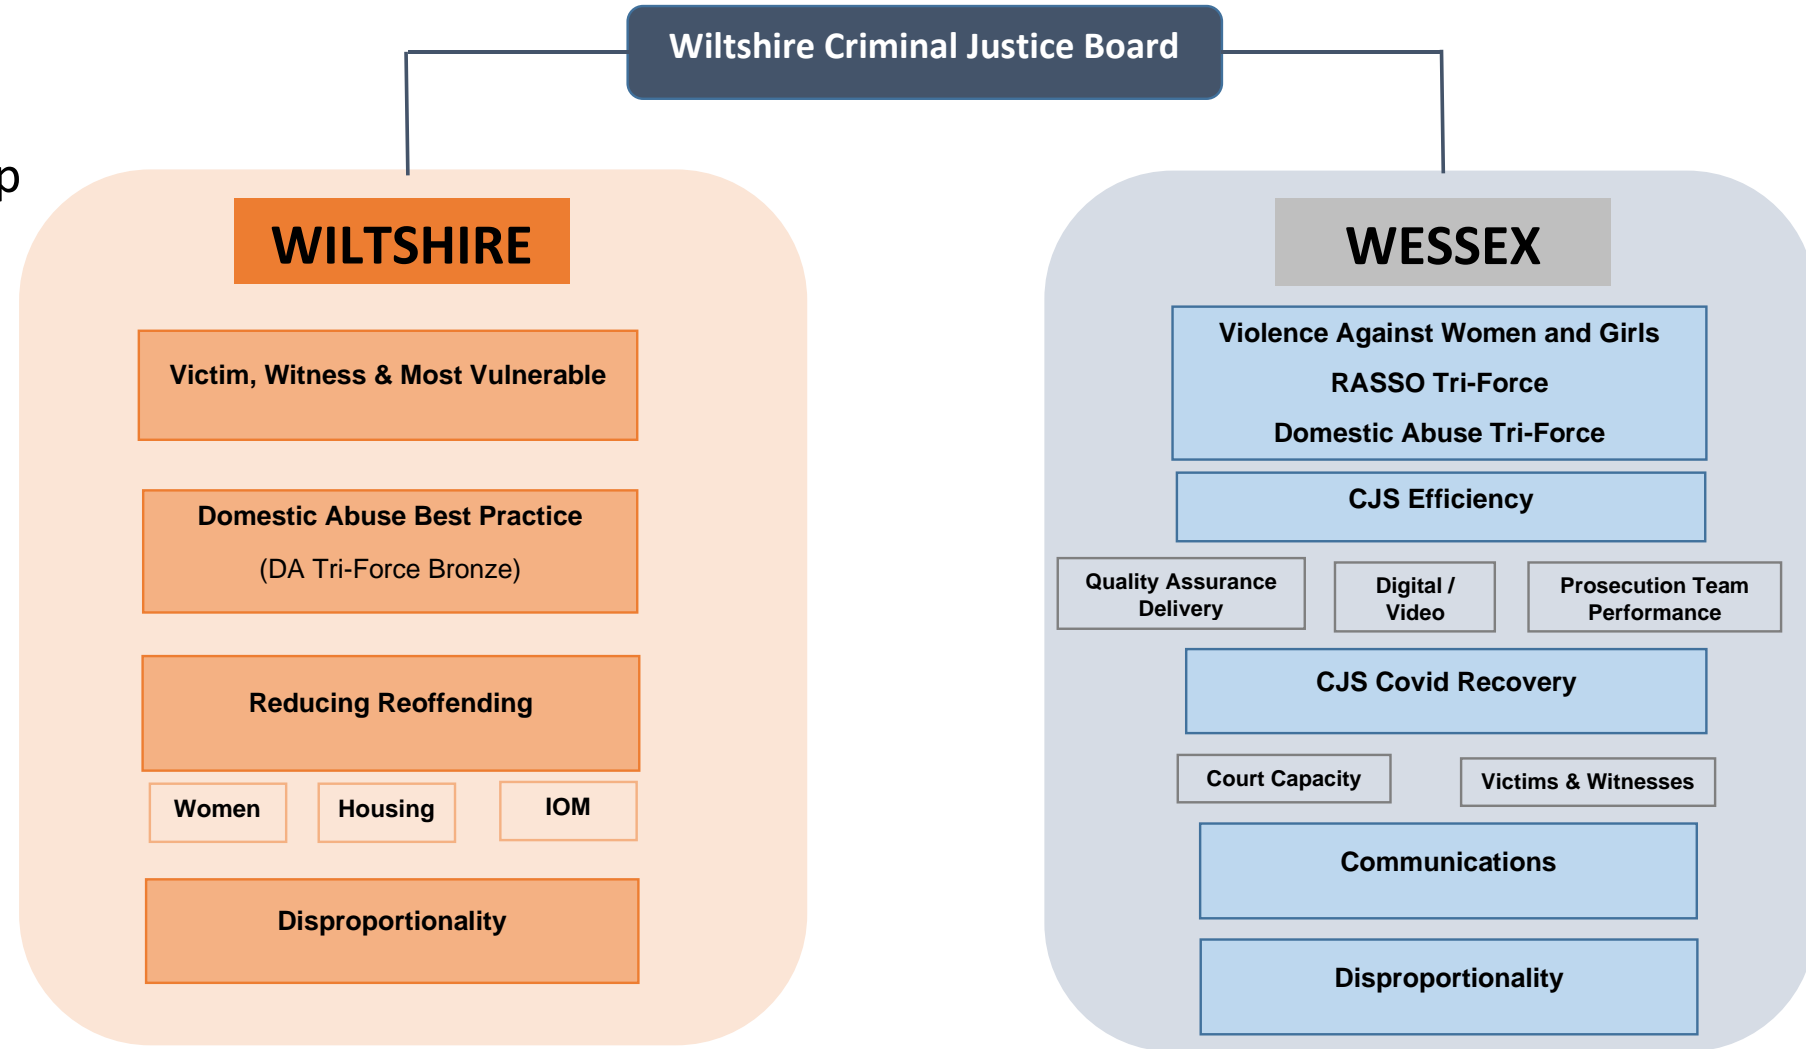 Wiltshire Criminal Justice Board
p
WILTSHIRE
Victim, Witness & Most Vulnerable
Domestic Abuse Best Practice
(DA Tri-Force Bronze)
Reducing Reoffending
Women
Housing
IOM
Disproportionality
WESSEX
Violence Against Women and Girls
RASSO Tri-Force
Domestic Abuse Tri-Force
CJS Efficiency
Quality Assurance
Delivery
Digital /
Video
Prosecution Team
Performance
CJS Covid Recovery
Court Capacity
Victims & Witnesses
Communications
Disproportionality